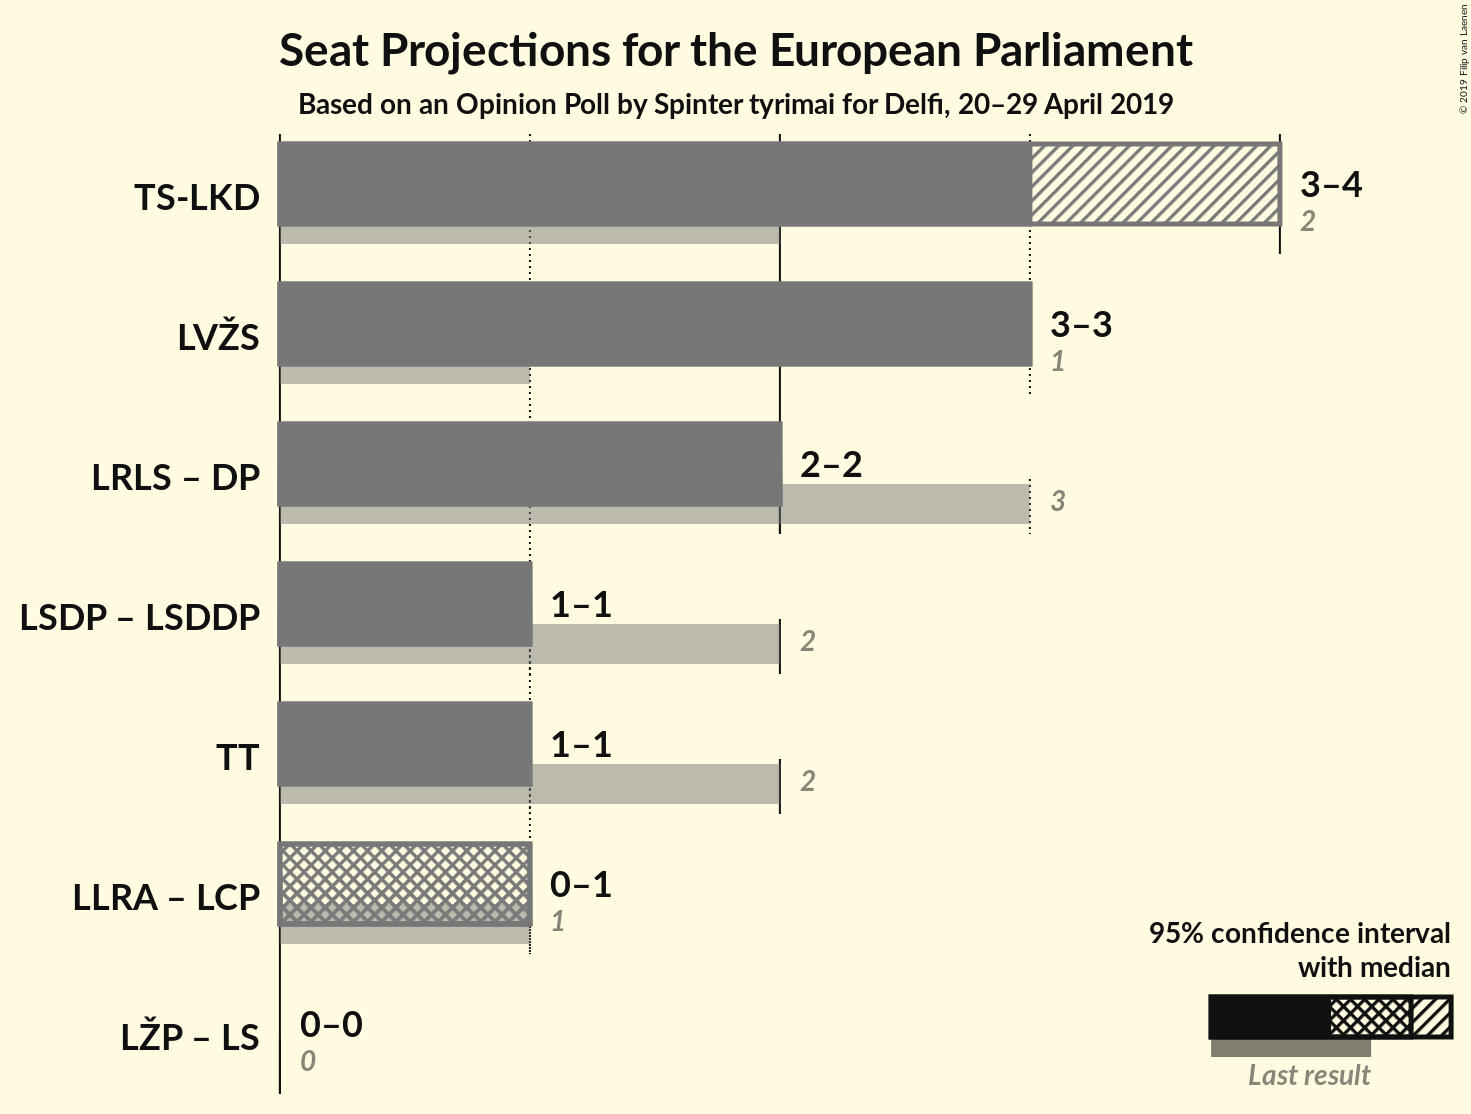 Seat Projections for the European Parliament
Based on an Opinion Poll by Spinter tyrimai for Delfi, 20–29 April 2019
© 2019 Filip van Laenen
TS-LKD
3–4
2
LVŽS
3–3
1
LRLS – DP
2–2
3
LSDP – LSDDP
1–1
2
TT
1–1
2
LLRA – LCP
0–1
1
LŽP – LS
0–0
0
95% confidence interval
with median
Last result